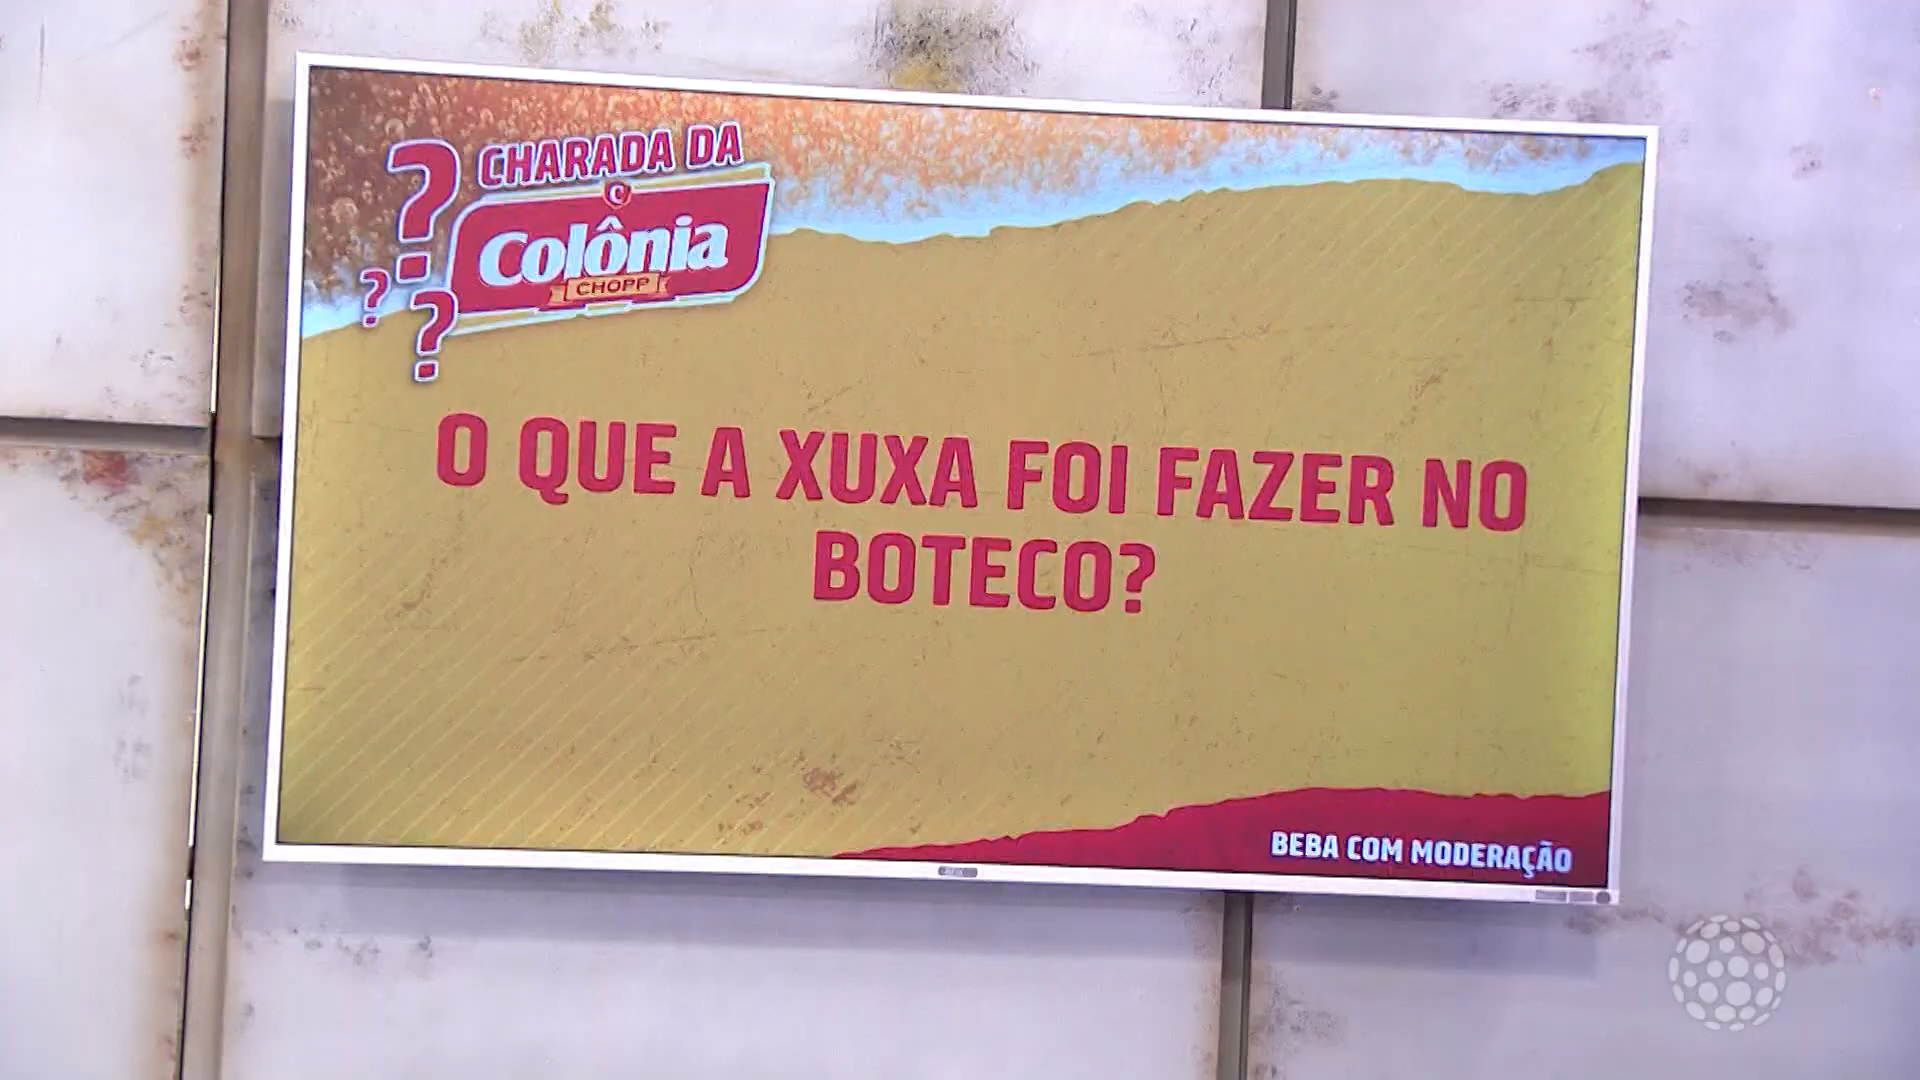 CHARADA DA
Colônia
CHOPP
O QUE A XUXA FOI FAZER NO
BOTECO?
BEBA COM MODERAÇÃO